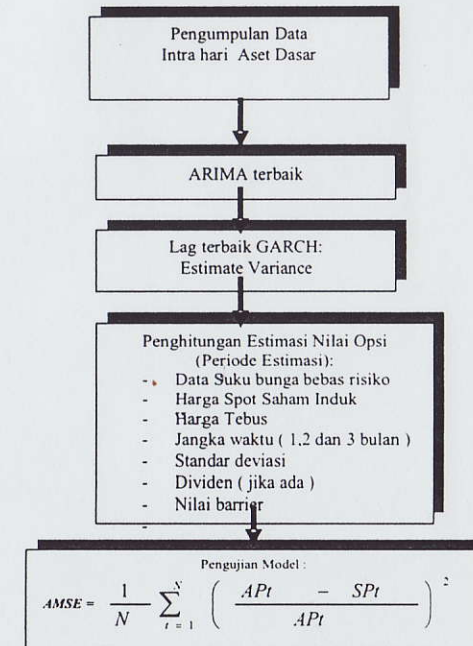 Pengumpulan Data
Intra hari Aset Dasar
ARIMA terbaik
Lag terbaik GARCH:
Estimate Variance
Penghitungan Estimasi Nilai Opsi
(Periode Estimasi):
- Data Suku bunga bebas risiko
- Harga Spot Saham Induk
- Harga Tebus
- Jangka waktu ( 1,2 dan 3 bulan )
- Standar deviasi
- Dividen ( jika ada )
- Nilai barrier
-
Pengujian Model :
AMSE = 1/N ∑ t = 1 N ( APt - SPt / APt ) 2